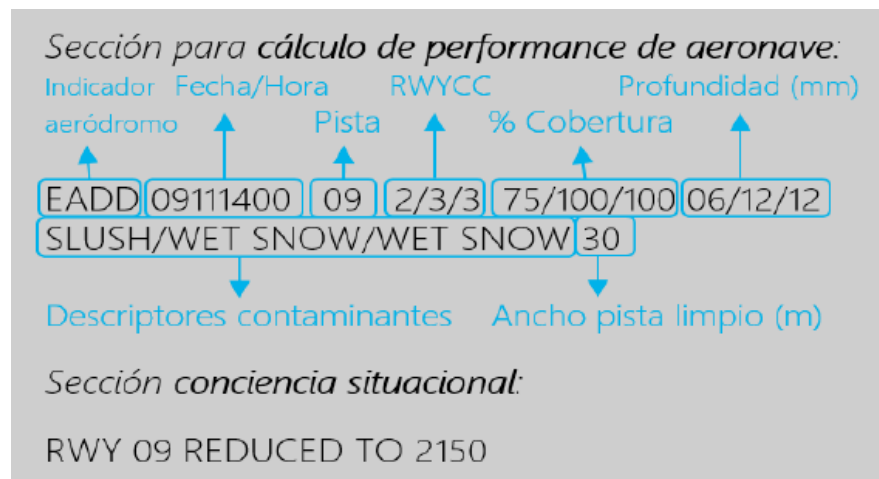 Sección para cálculo de performance de aeronave:
Indicador Fecha/Hora RWYCC Profundidad (mm)
aeródromo Pista % Cobertura
EADD 09111400 09 2/3/3 75/100/100 06/12/12
SLUSH/WET SNOW/WET SNOW 30
Descriptores contaminantes Ancho pista limpio (m)
Sección conciencia situacional:
RWY 09 REDUCED TO 2150